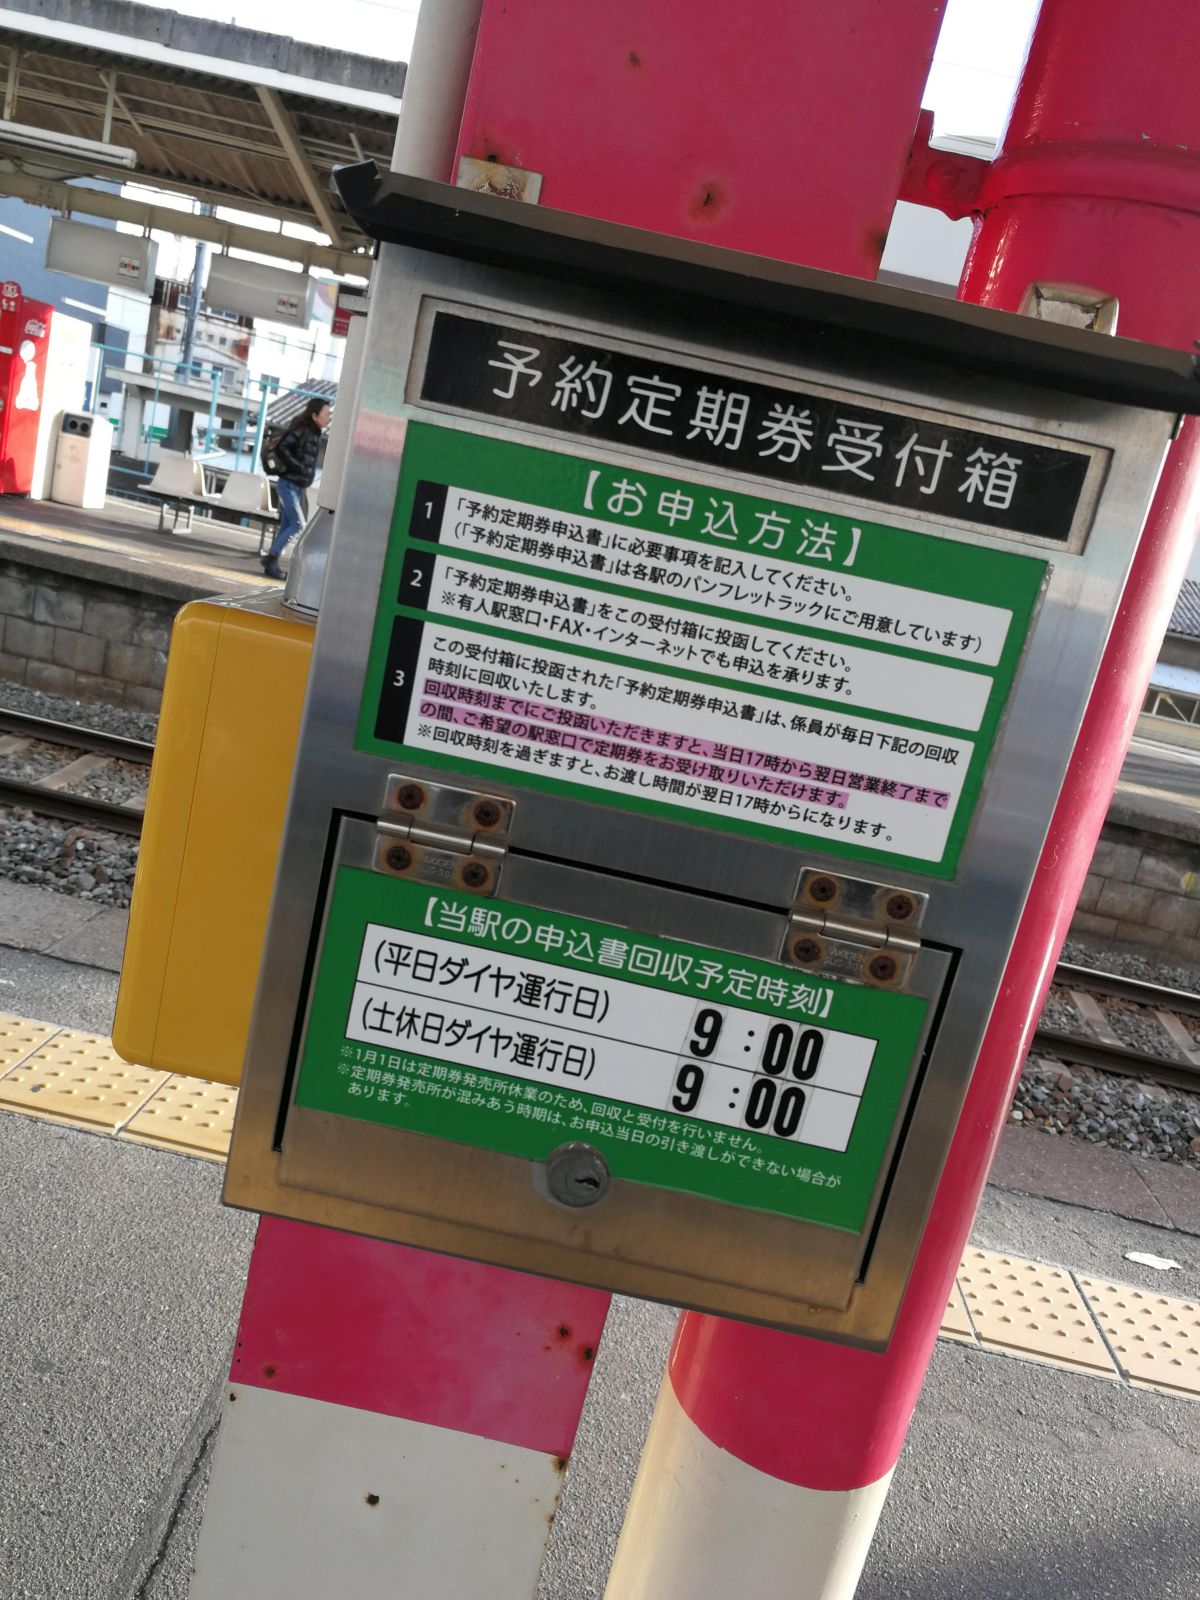 予約定期券受付箱
【お申込方法】
1
「予約定期券申込書」に必要事項を記入してください。
(「予約定期券申込書」は各駅のパンフレットラックにご用意しています)
2
「予約定期券申込書」をこの受付箱に投函してください。
※有人駅窓口・FAX・インターネットでも申込を承ります。
3
この受付箱に投函された「予約定期券申込書」は、係員が毎日下記の回収
時刻に回収いたします。
回収時刻までにご投函いただきますと、当日17時から翌日営業終了まで
の間、ご希望の駅窓口で定期券をお受け取りいただけます。
※回収時刻を過ぎますと、お渡し時間が翌日17時からになります。
【当駅の申込書回収予定時刻】
(平日ダイヤ運行日) 9:00
(土休日ダイヤ運行日) 9:00
※1月1日は定期券発売所休業のため、回収と受付を行いません。
※定期券発売所が混みあう時期は、お申込当日の引き渡しができない場合が
あります。